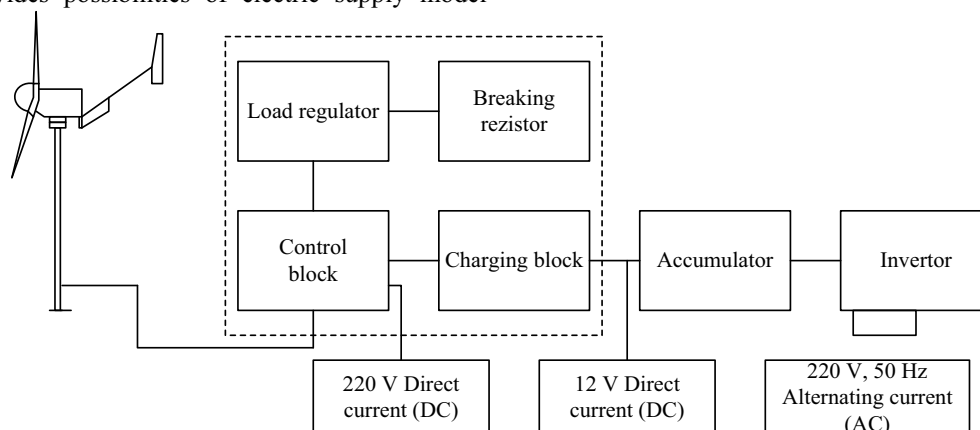 possibilities of electric supply model
Load regulator
Breaking
rezistor
Control
block
Charging block
Accumulator
Invertor
220 V Direct
current (DC)
12 V Direct
current (DC)
220 V, 50 Hz
Alternating current
(AC)